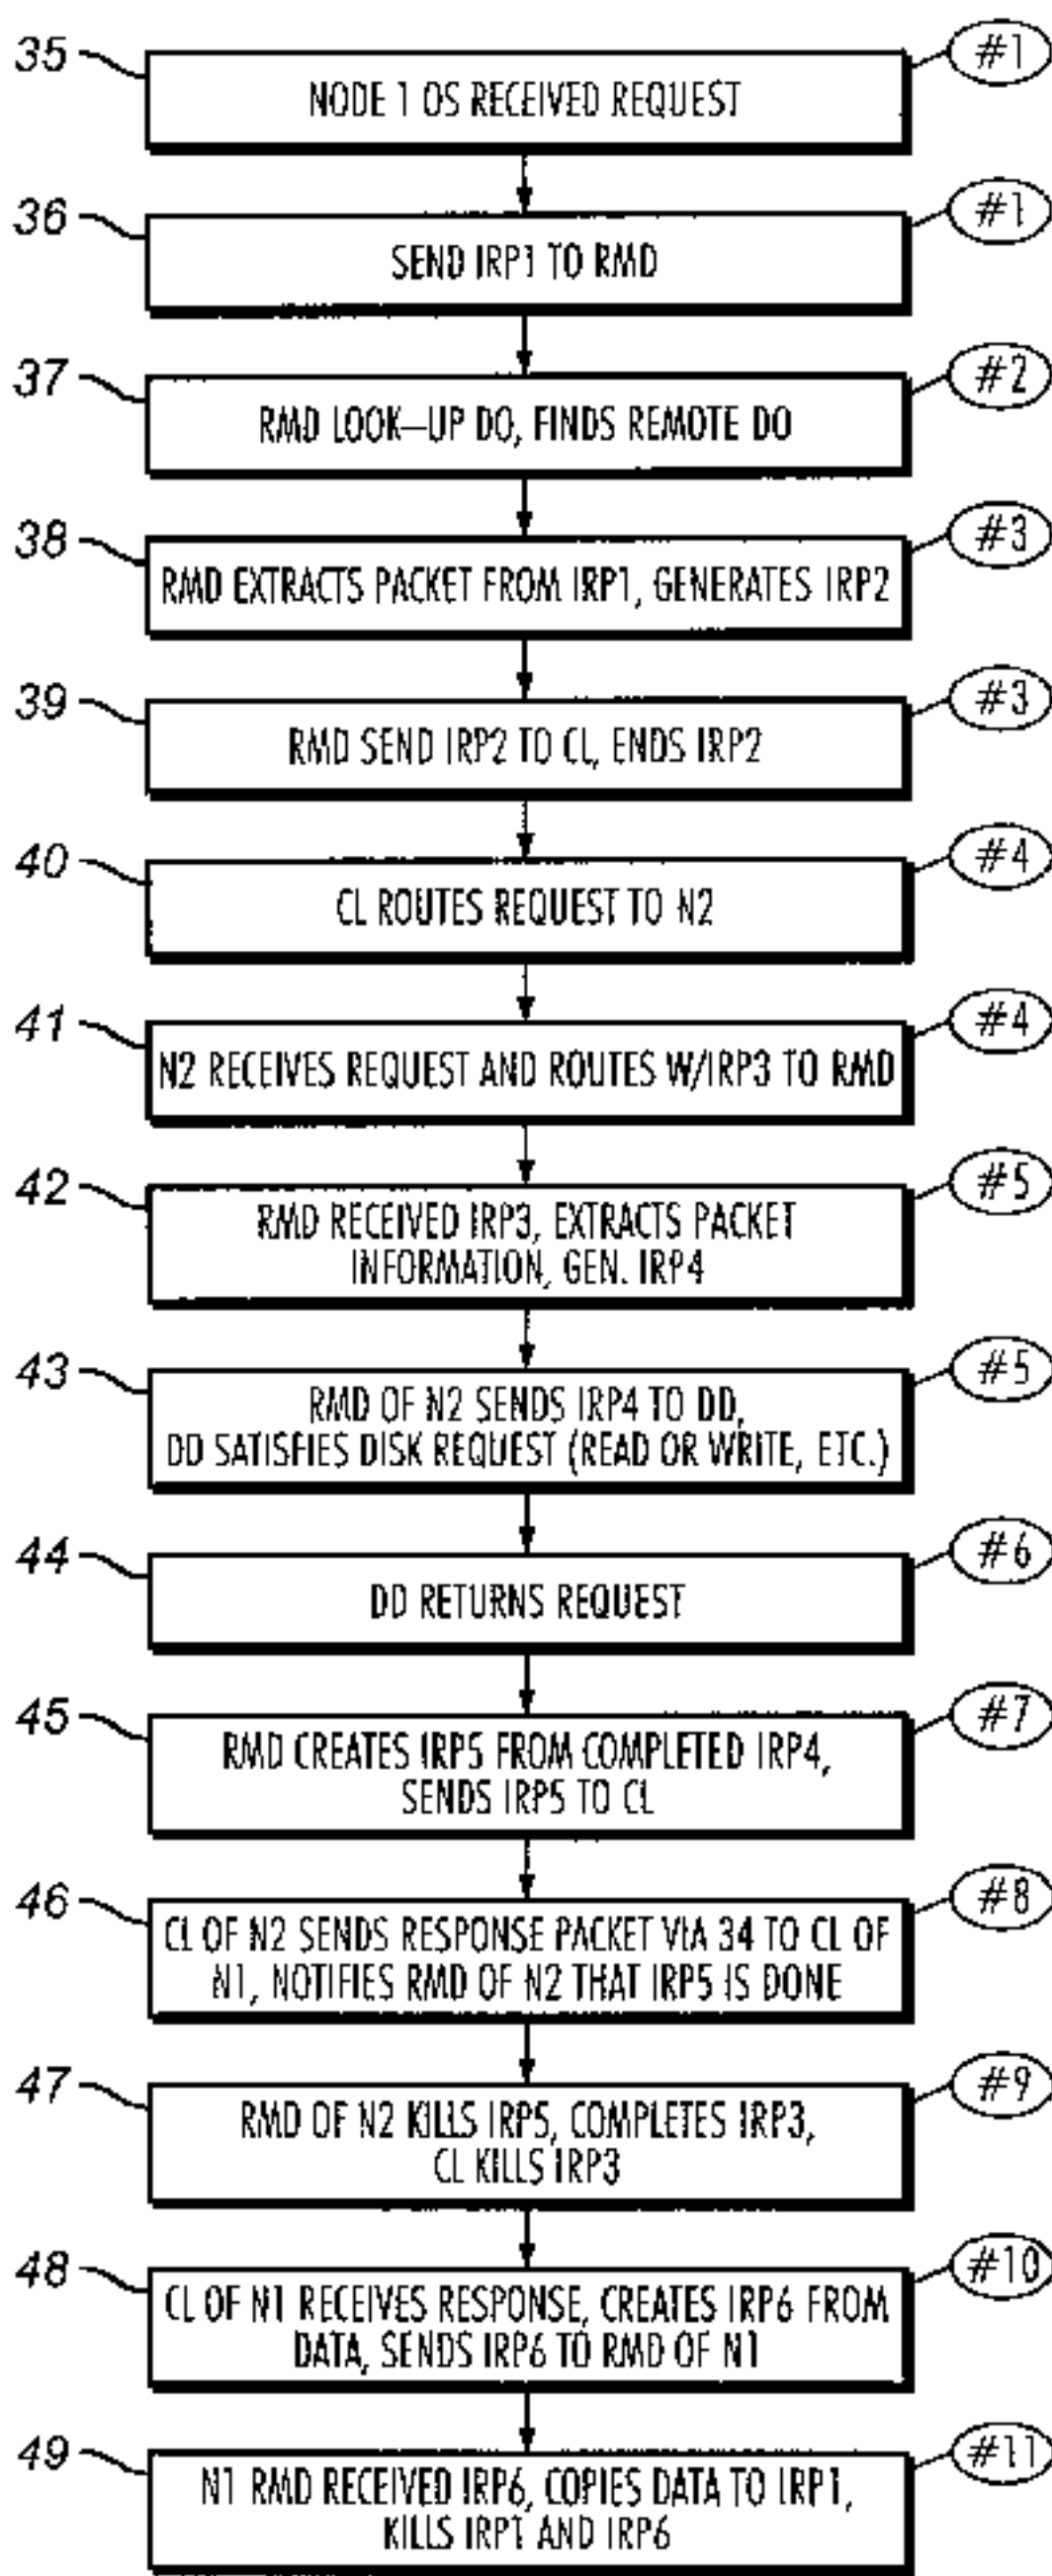 35
#1
NODE 1 OS RECEIVED REQUEST
36
#1
SEND IRP1 TO RMD
37
#2
RMD LOOK–UP DO, FINDS REMOTE DO
38
#3
RMD EXTRACTS PACKET FROM IRP1, GENERATES IRP2
39
#3
RMD SEND IRP2 TO CL, ENDS IRP2
40
#4
CL ROUTES REQUEST TO N2
41
#4
N2 RECEIVES REQUEST AND ROUTES W/IRP3 TO RMD
42
#5
RMD RECEIVED IRP3, EXTRACTS PACKET
INFORMATION, GEN. IRP4
43
#5
RMD OF N2 SENDS IRP4 TO DD,
DD SATISFIES DISK REQUEST (READ OR WRITE, ETC.)
44
#6
DD RETURNS REQUEST
45
#7
RMD CREATES IRP5 FROM COMPLETED IRP4,
SENDS IRP5 TO CL
46
#8
CL OF N2 SENDS RESPONSE PACKET VIA 34 TO CL OF
N1, NOTIFIES RMD OF N2 THAT IRP5 IS DONE
47
#9
RMD OF N2 KILLS IRP5, COMPLETES IRP3,
CL KILLS IRP3
48
#10
CL OF N1 RECEIVES RESPONSE, CREATES IRP6 FROM
DATA, SENDS IRP6 TO RMD OF N1
49
#11
N1 RMD RECEIVED IRP6, COPIES DATA TO IRP1,
KILLS IRP1 AND IRP6